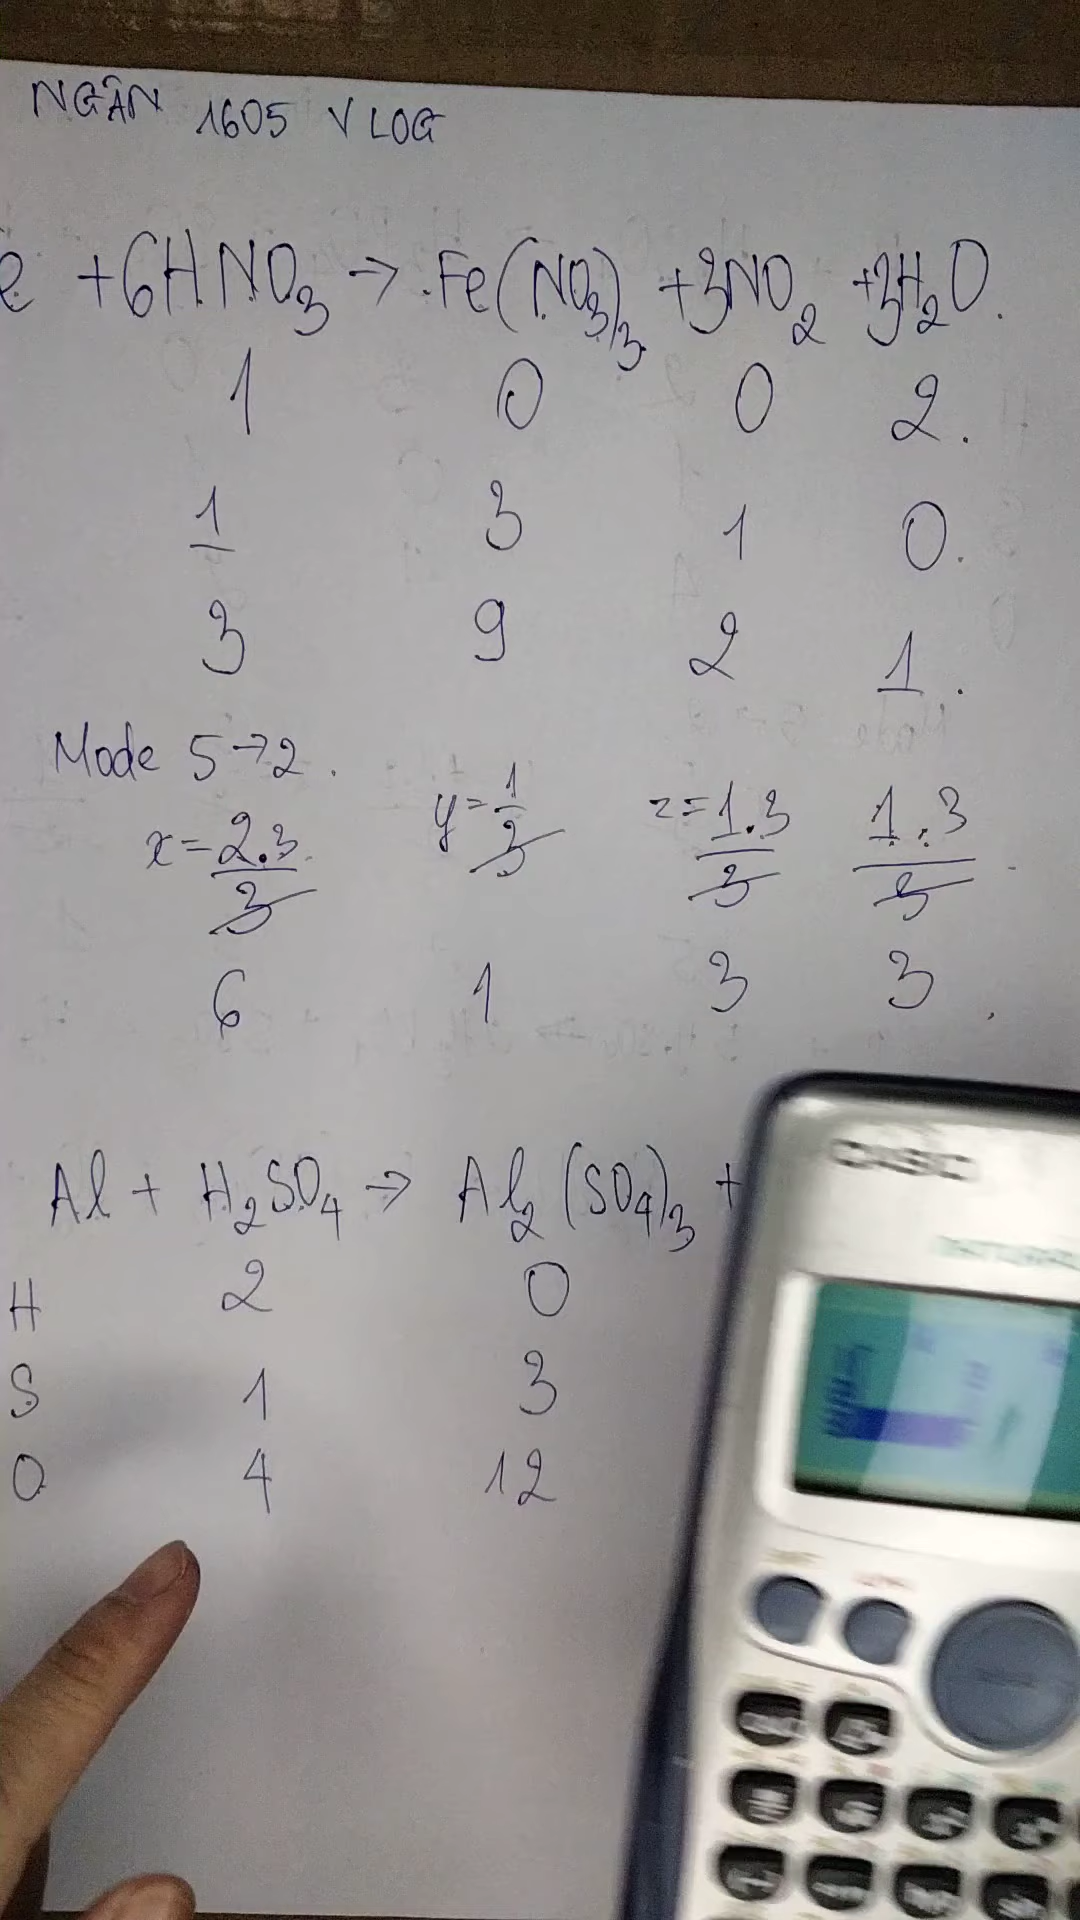 NGÂN 1605 VLOG
e + 6HNO₃ → Fe(NO₃)₃ + 3NO₂ + 3H₂O.
1 0 0 2.
1 3 1 0.
3 9 2 1.
Mode 5→2.
x = 2.3/3 y = 1/3 z = 1.3/3 1.3/3
6 1 3 3
Al + H₂SO₄ → Al₂(SO₄)₃ +
H 2 0
S 1 3
O 4 12
CASIO